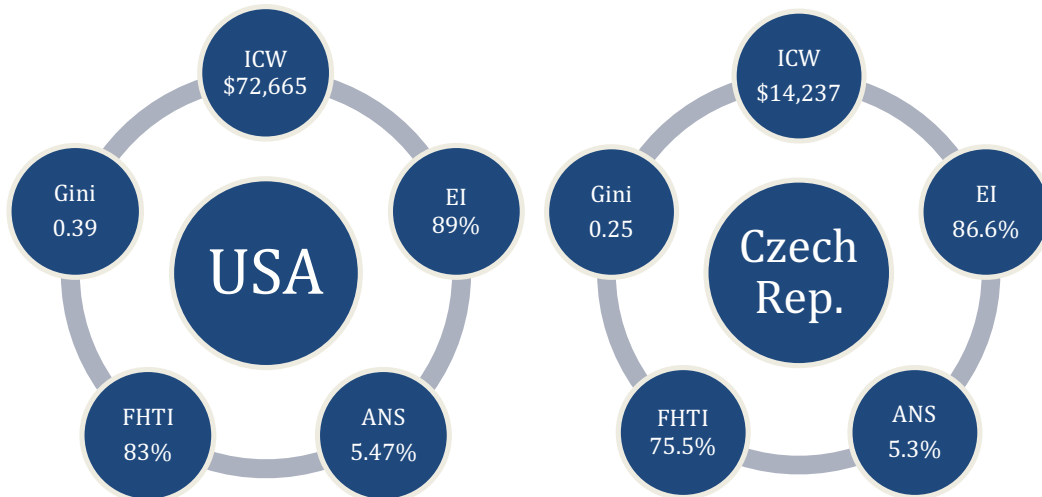 ICW
$72,665
Gini
0.39
EI
89%
USA
FHTI
83%
ANS
5.47%
ICW
$14,237
Gini
0.25
EI
86.6%
Czech
Rep.
FHTI
75.5%
ANS
5.3%